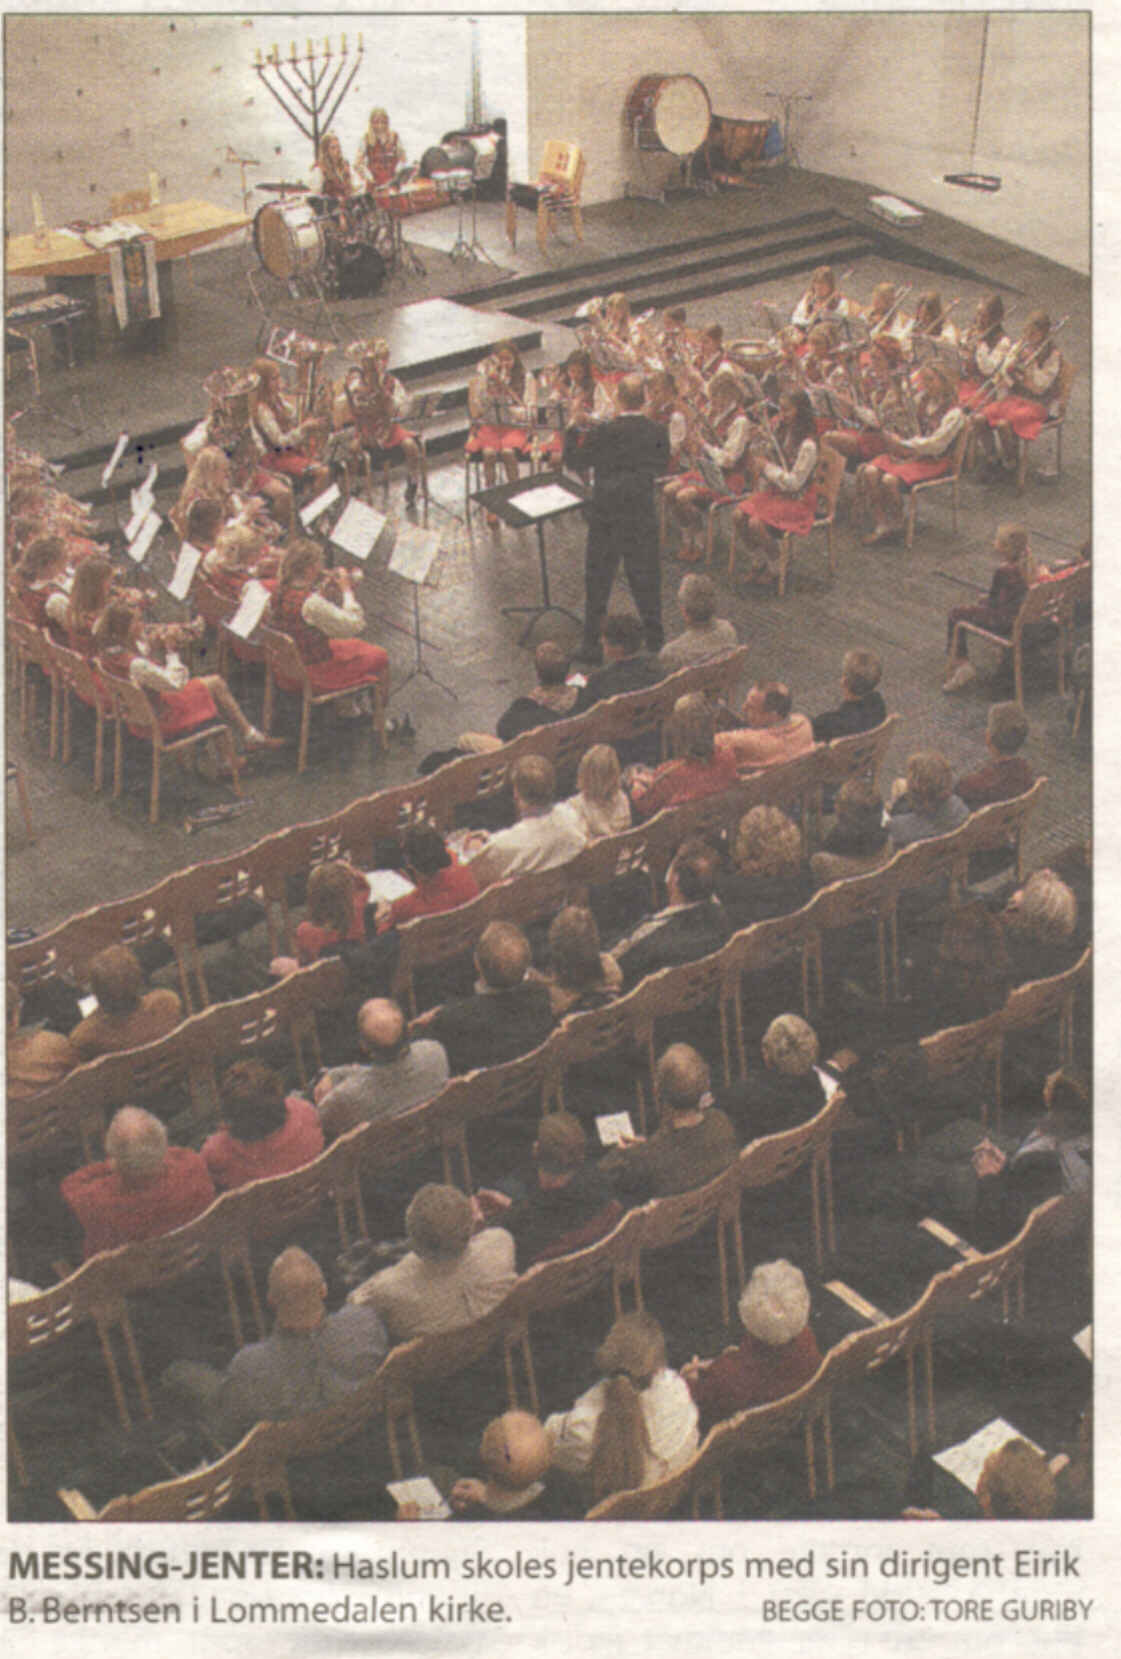 MESSING-JENTER: Haslum skoles jentekorps med sin dirigent Eirik
B. Berntsen i Lommedalen kirke.
BEGGE FOTO: TORE GURIBY